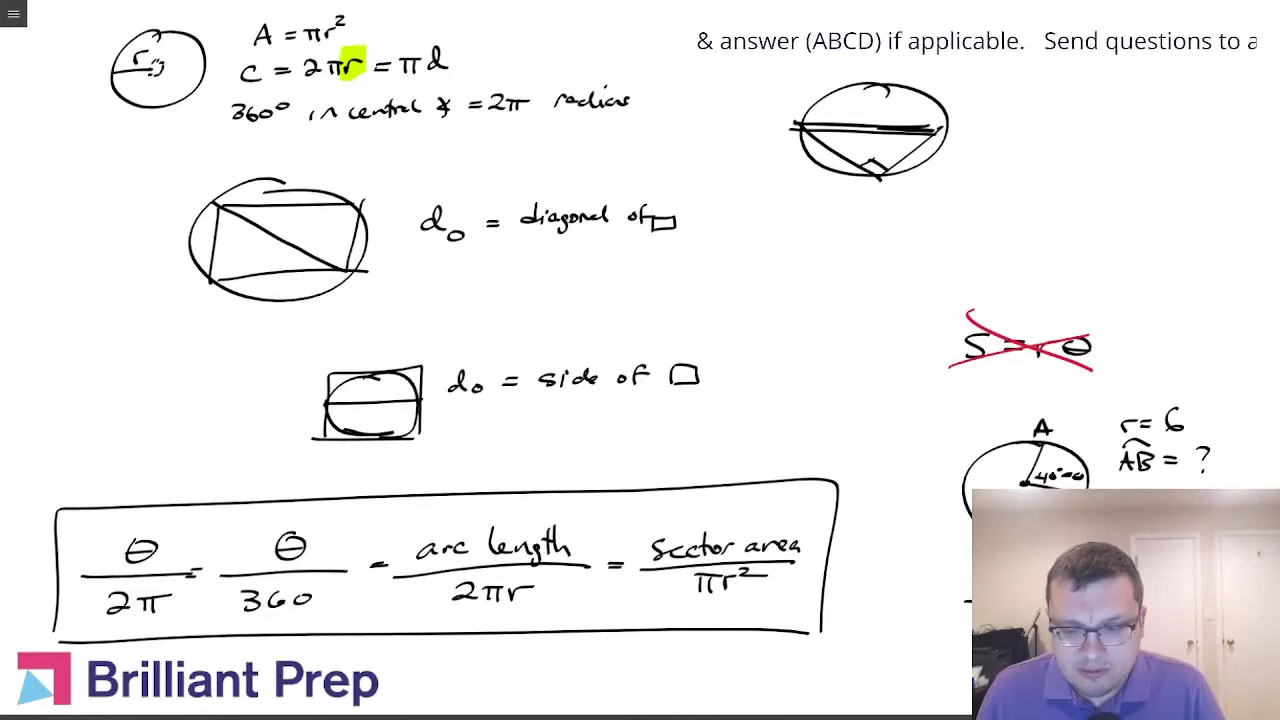 & answer (ABCD) if applicable. Send questions to a
r
A = πr²
C = 2πr = πd
360° in central ∡ = 2π radians
d○ = diagonal of ▭
d○ = side of □
S = rθ
A
r = 6
AB = ?
40° = θ
θ/2π = θ/360 = arc length/2πr = sector area/πr²
Brilliant Prep